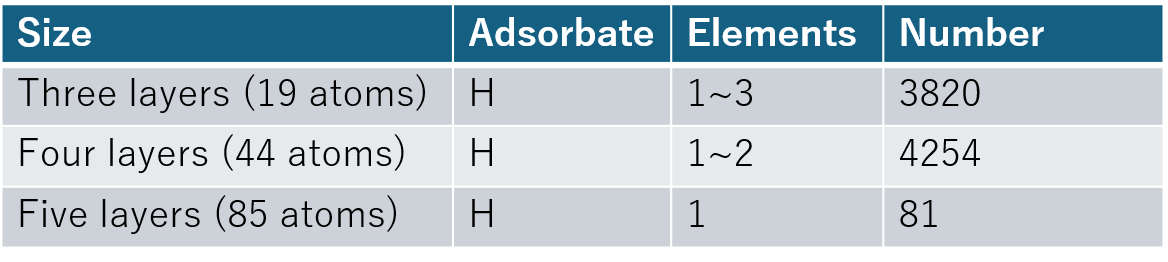 Size Adsorbate Elements Number
Three layers (19 atoms) H 1~3 3820
Four layers (44 atoms) H 1~2 4254
Five layers (85 atoms) H 1 81